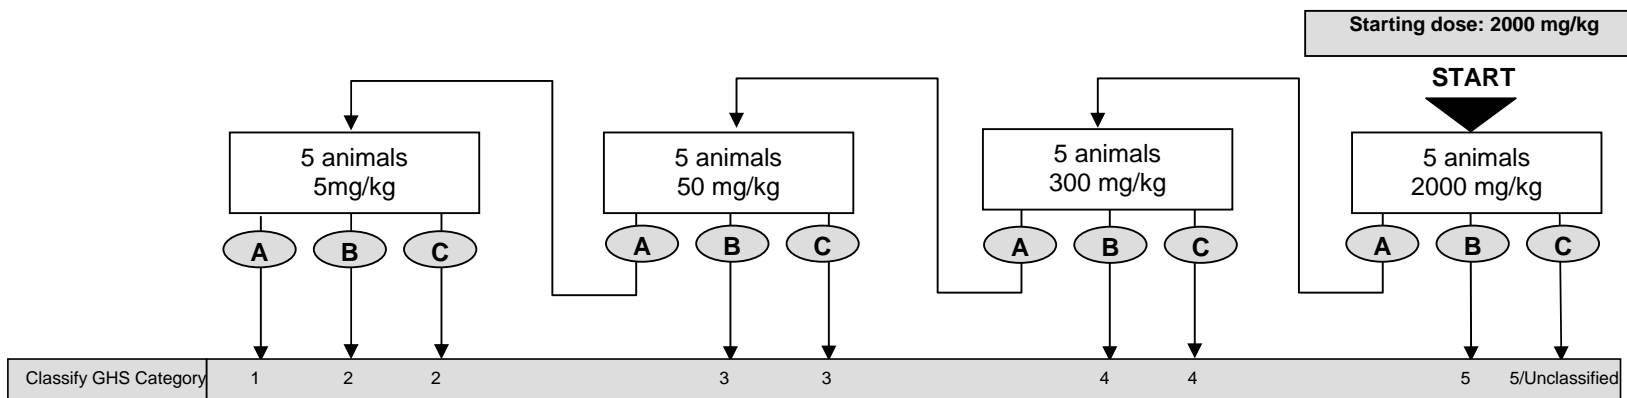 Starting dose: 2000 mg/kg
START
5 animals
5mg/kg
5 animals
50 mg/kg
5 animals
300 mg/kg
5 animals
2000 mg/kg
A B C A B C A B C A B C
Classify GHS Category 1 2 2 3 3 4 4 5 5/Unclassified